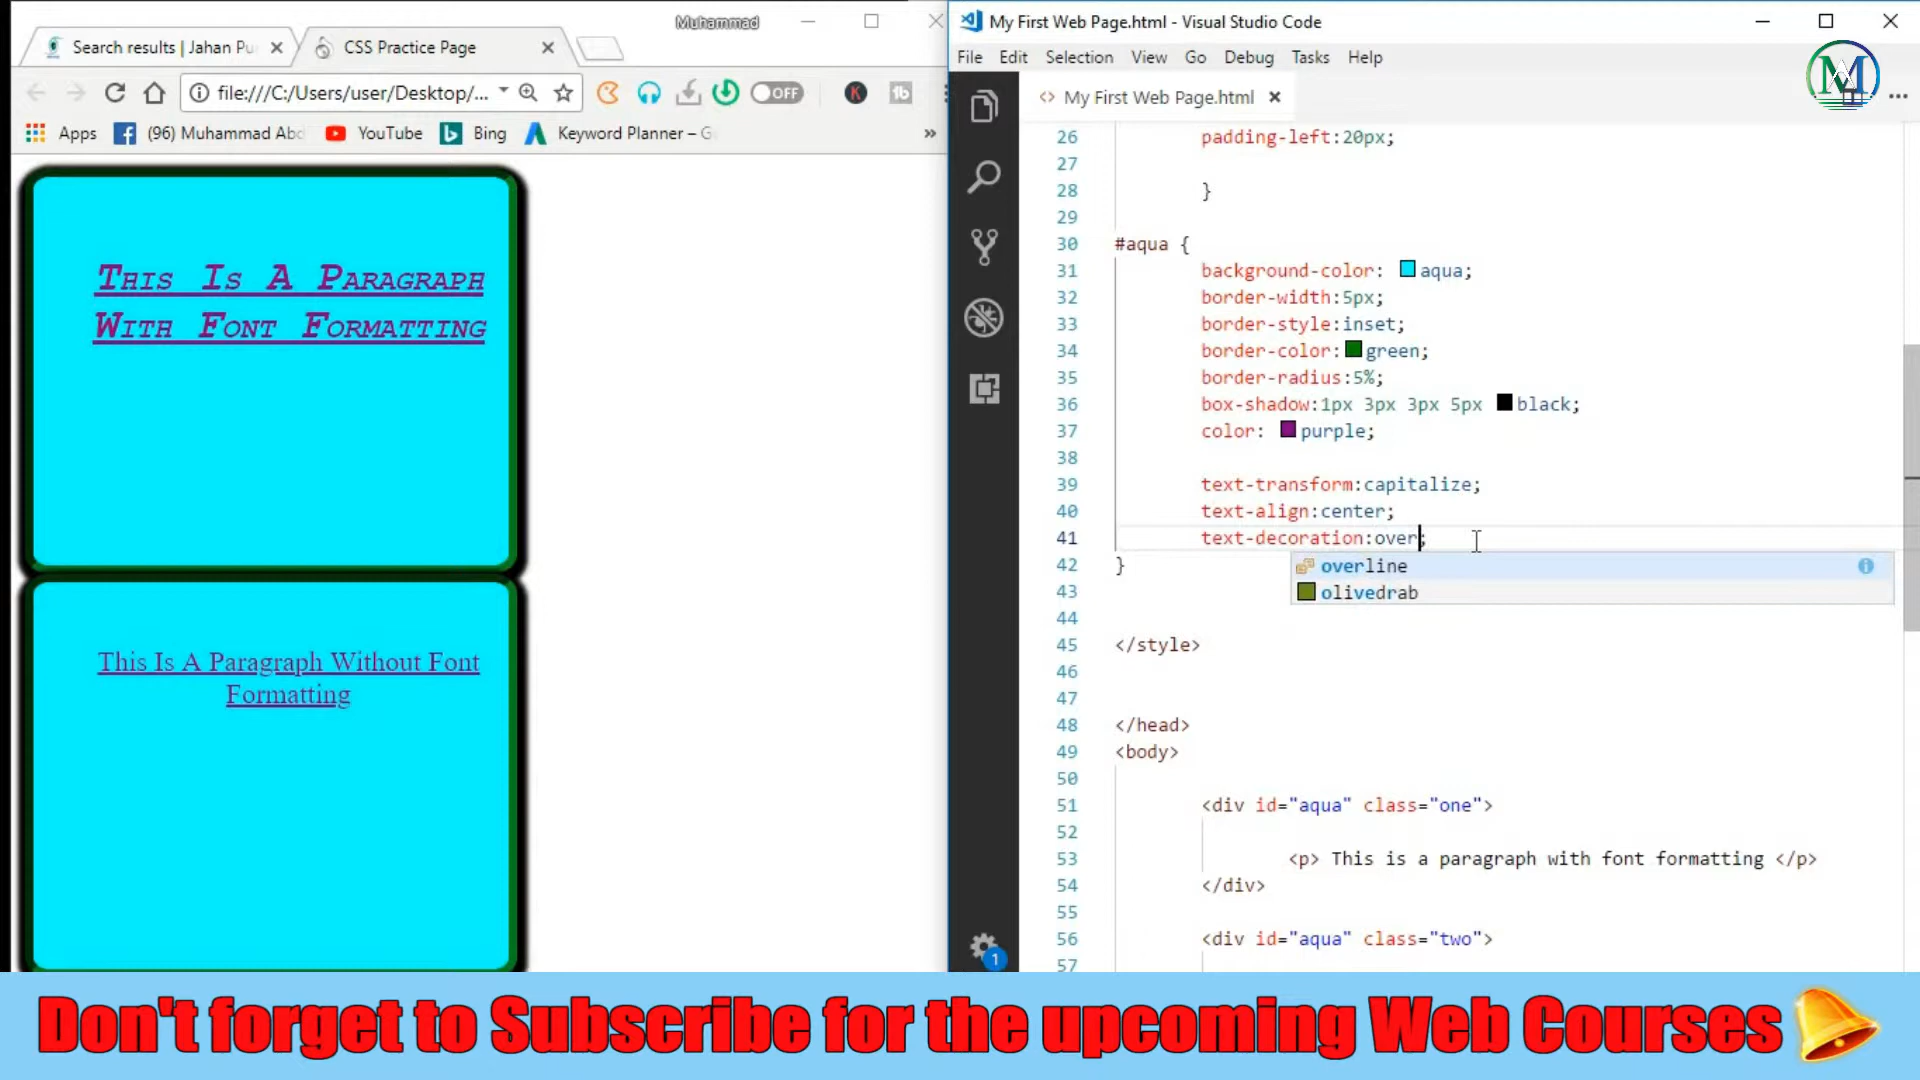 Muhammad
Search results | Jahan Pu
CSS Practice Page
file:///C:/Users/user/Desktop/...
OFF
K
tb
Apps
(96) Muhammad Abd
YouTube
Bing
Keyword Planner – G
»
This Is A Paragraph
With Font Formatting
This Is A Paragraph Without Font
Formatting
My First Web Page.html - Visual Studio Code
File Edit Selection View Go Debug Tasks Help
<> My First Web Page.html
M
26 padding-left:20px;
27
28 }
29
30 #aqua {
31 background-color: aqua;
32 border-width:5px;
33 border-style:inset;
34 border-color:green;
35 border-radius:5%;
36 box-shadow:1px 3px 3px 5px black;
37 color: purple;
38
39 text-transform:capitalize;
40 text-align:center;
41 text-decoration:over;
overline
olivedrab
42 }
43
44
45 </style>
46
47
48 </head>
49 <body>
50
51 <div id="aqua" class="one">
52
53 <p> This is a paragraph with font formatting </p>
54 </div>
55
56 <div id="aqua" class="two">
57
1
Don't forget to Subscribe for the upcoming Web Courses